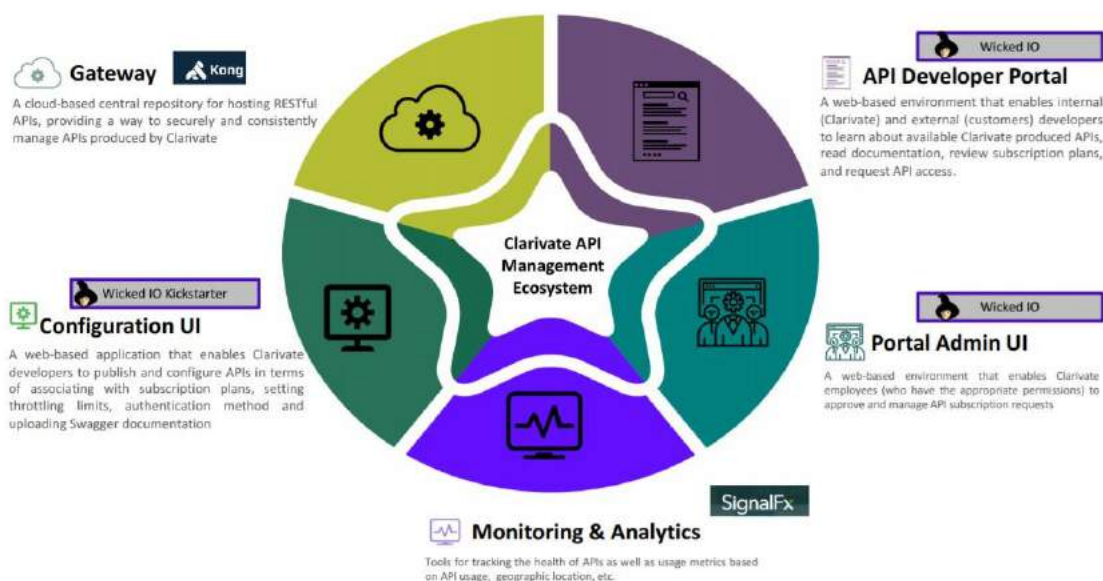 Gateway
Kong
A cloud-based central repository for hosting RESTful
APIs, providing a way to securely and consistently
manage APIs produced by Clarivate
Wicked IO
API Developer Portal
A web-based environment that enables internal
(Clarivate) and external (customers) developers
to learn about available Clarivate produced APIs,
read documentation, review subscription plans,
and request API access.
Clarivate API
Management
Ecosystem
Wicked IO Kickstarter
Configuration UI
A web-based application that enables Clarivate
developers to publish and configure APIs in terms
of associating with subscription plans, setting
throttling limits, authentication method and
uploading Swagger documentation
Wicked IO
Portal Admin UI
A web-based environment that enables Clarivate
employees (who have the appropriate permissions) to
approve and manage API subscription requests
SignalFx
Monitoring & Analytics
Tools for tracking the health of APIs as well as usage metrics based
on API usage, geographic location, etc.